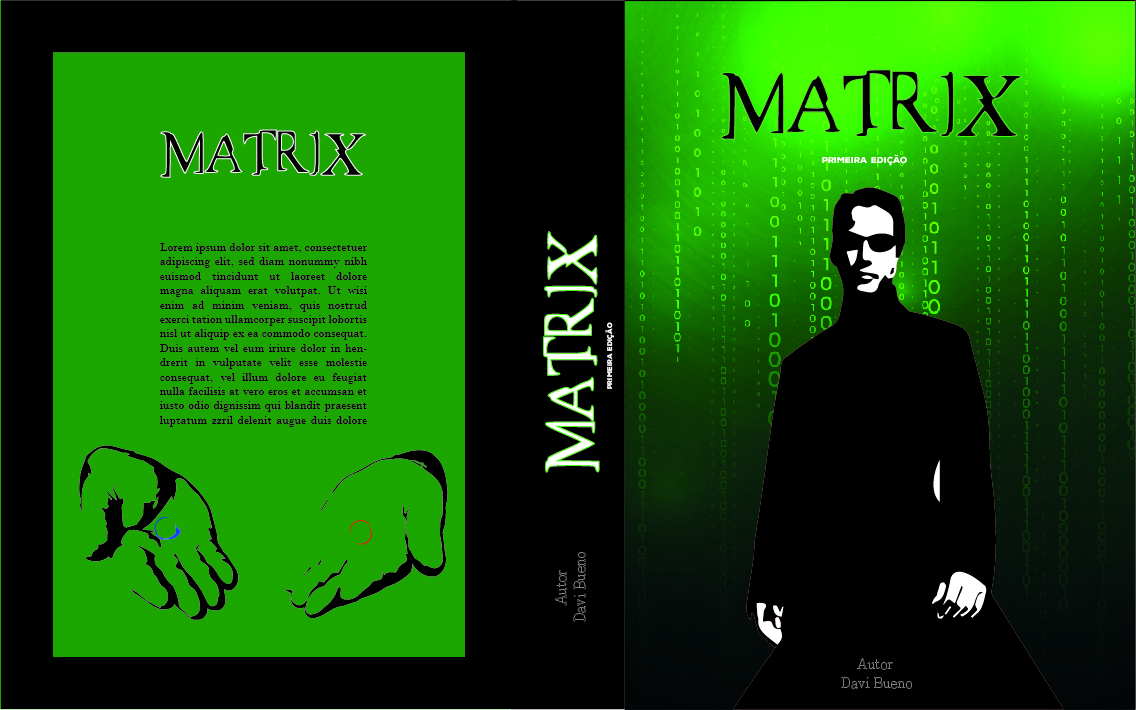 MATRIX
Lorem ipsum dolor sit amet, consectetuer
adipiscing elit, sed diam nonummy nibh
euismod tincidunt ut laoreet dolore
magna aliquam erat volutpat. Ut wisi
enim ad minim veniam, quis nostrud
exerci tation ullamcorper suscipit lobortis
nisl ut aliquip ex ea commodo consequat.
Duis autem vel eum iriure dolor in hen-
drerit in vulputate velit esse molestie
consequat, vel illum dolore eu feugiat
nulla facilisis at vero eros et accumsan et
iusto odio dignissim qui blandit praesent
luptatum zzril delenit augue duis dolore
MATRIX
PRIMEIRA EDIÇÃO
Autor
Davi Bueno
MATRIX
PRIMEIRA EDIÇÃO
Autor
Davi Bueno